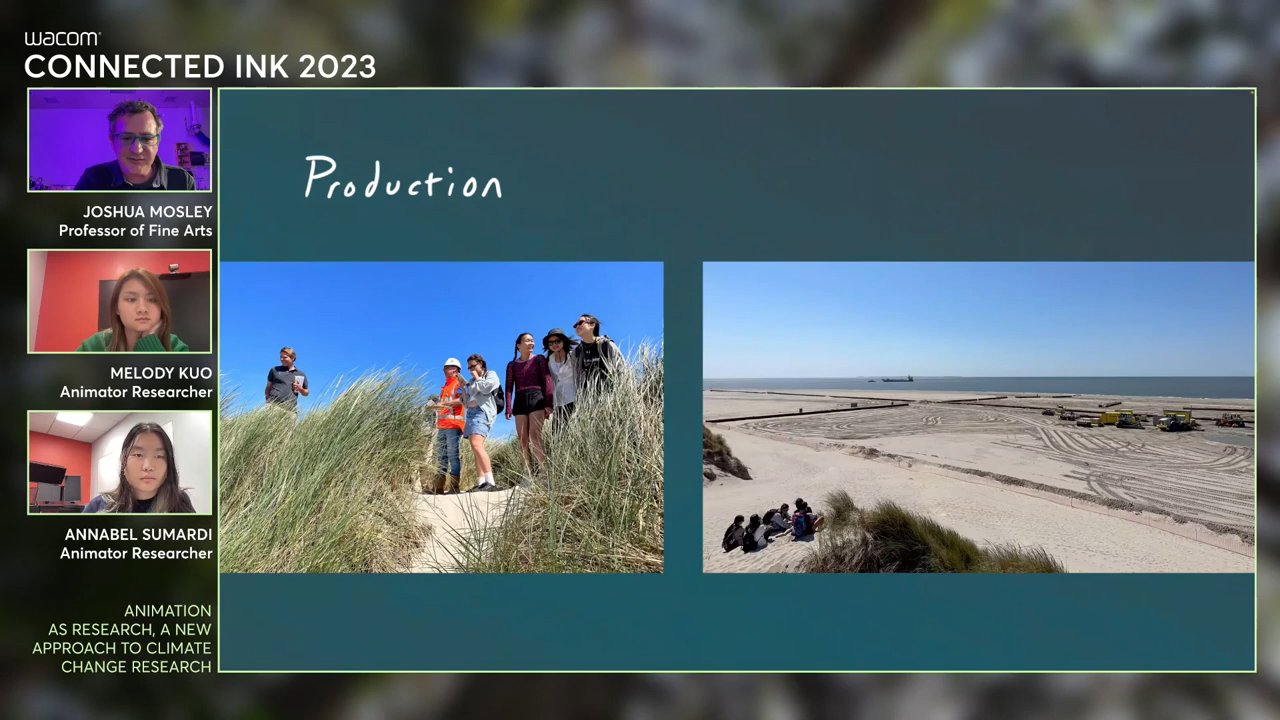 wacom
CONNECTED INK 2023
JOSHUA MOSLEY
Professor of Fine Arts
MELODY KUO
Animator Researcher
ANNABEL SUMARDI
Animator Researcher
ANIMATION
AS RESEARCH, A NEW
APPROACH TO CLIMATE
CHANGE RESEARCH
Production